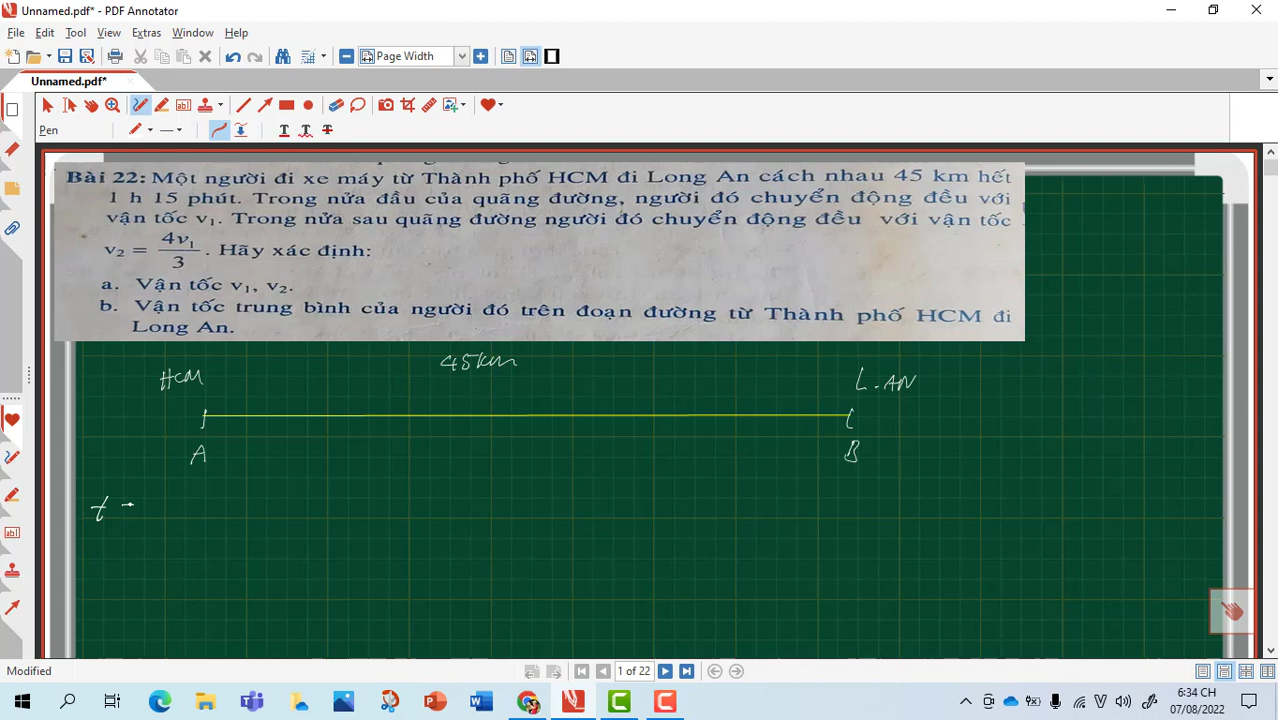 Unnamed.pdf* - PDF Annotator
File Edit Tool View Extras Window Help
Page Width
Unnamed.pdf*
Pen
Bài 22: Một người đi xe máy từ Thành phố HCM đi Long An cách nhau 45 km hết
1 h 15 phút. Trong nửa đầu của quãng đường, người đó chuyển động đều với
vận tốc v₁. Trong nửa sau quãng đường người đó chuyển động đều với vận tốc
v₂ = 4v₁/3. Hãy xác định:
a. Vận tốc v₁, v₂.
b. Vận tốc trung bình của người đó trên đoạn đường từ Thành phố HCM đi
Long An.
45km
HCM
L.AN
A
B
t -
Modified
1 of 22
6:34 CH
07/08/2022